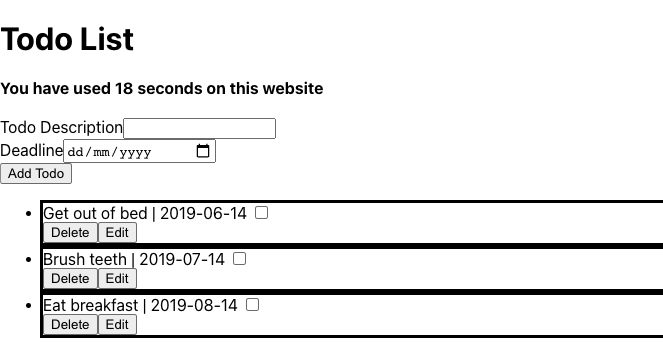 Todo List
You have used 18 seconds on this website
Todo Description
Deadline dd/mm/yyyy
Add Todo
Get out of bed | 2019-06-14
Delete Edit
Brush teeth | 2019-07-14
Delete Edit
Eat breakfast | 2019-08-14
Delete Edit